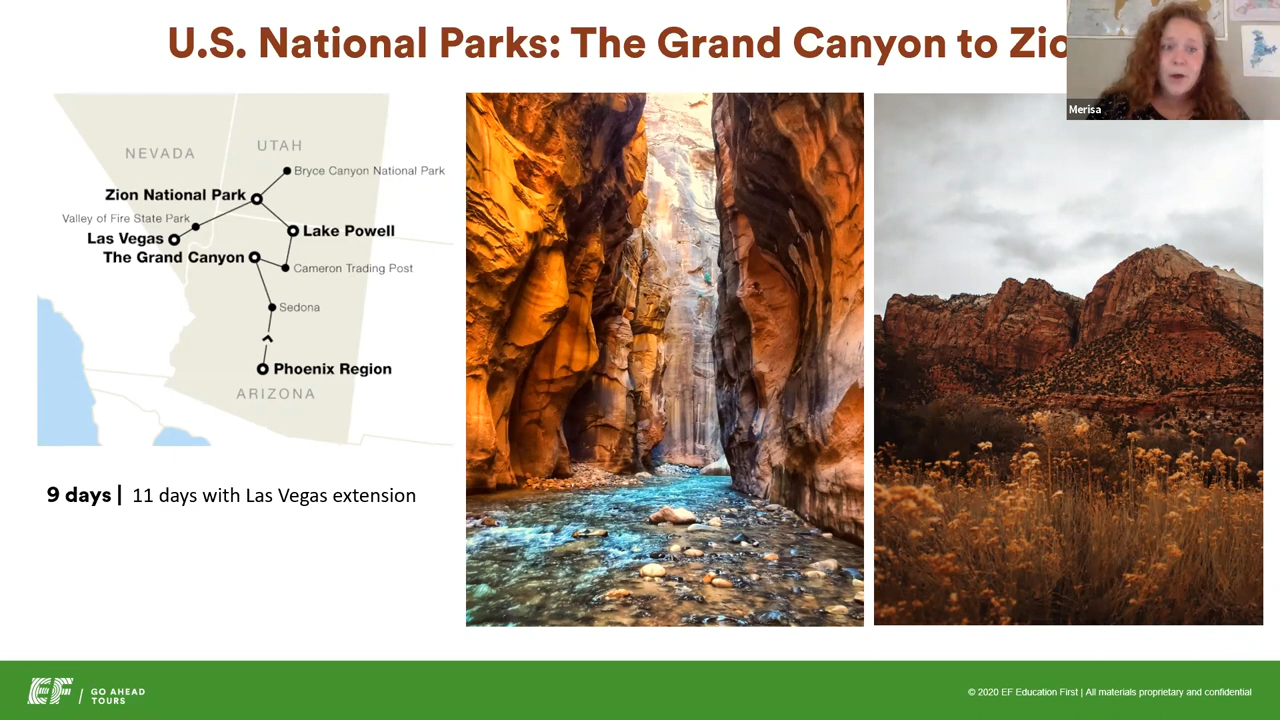 U.S. National Parks: The Grand Canyon to Zio
Merisa
NEVADA
UTAH
Bryce Canyon National Park
Zion National Park
Valley of Fire State Park
Las Vegas
Lake Powell
The Grand Canyon
Cameron Trading Post
Sedona
Phoenix Region
ARIZONA
9 days | 11 days with Las Vegas extension
EF / GO AHEAD
TOURS
© 2020 EF Education First | All materials proprietary and confidential